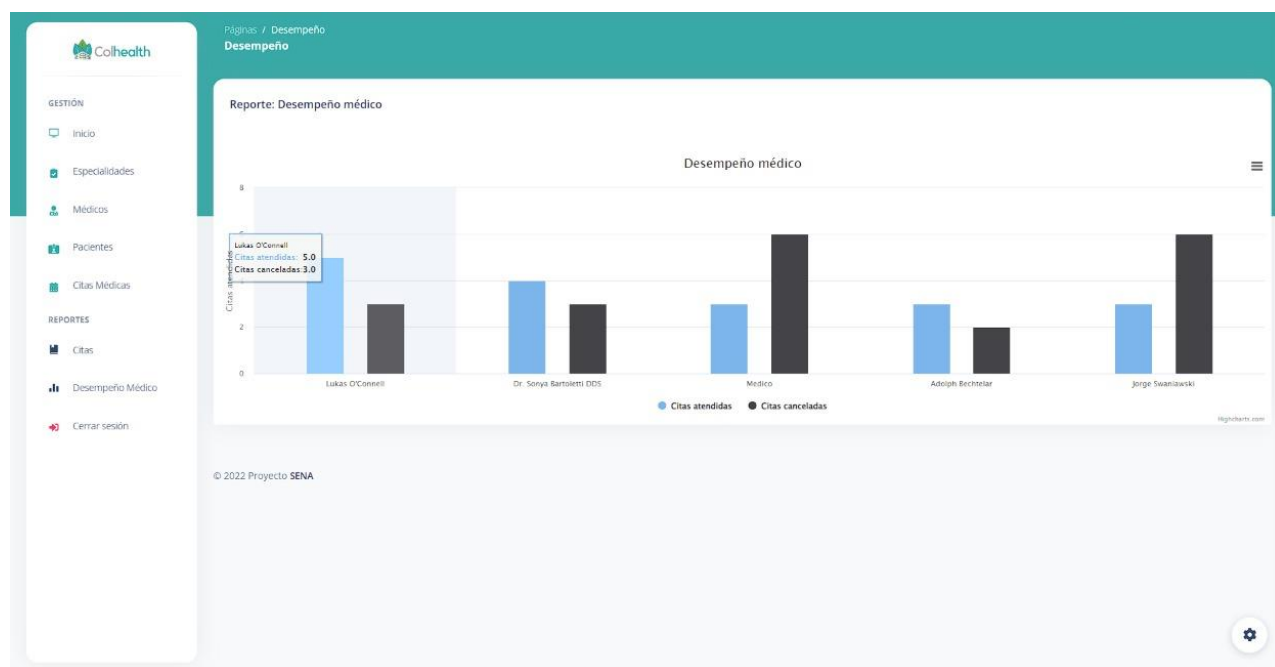 Colhealth
GESTIÓN
Inicio
Especialidades
Médicos
Pacientes
Citas Médicas
REPORTES
Citas
Desempeño Médico
Cerrar sesión
Páginas / Desempeño
Desempeño
Reporte: Desempeño médico
Desempeño médico
Citas atendidas
8
2
0
Lukas O'Connell
Citas atendidas: 5.0
Citas canceladas: 3.0
Lukas O'Connell
Dr. Sonya Bartoletti DDS
Medico
Adolph Bechtelar
Jorge Swaniawski
Citas atendidas
Citas canceladas
Highcharts.com
© 2022 Proyecto SENA